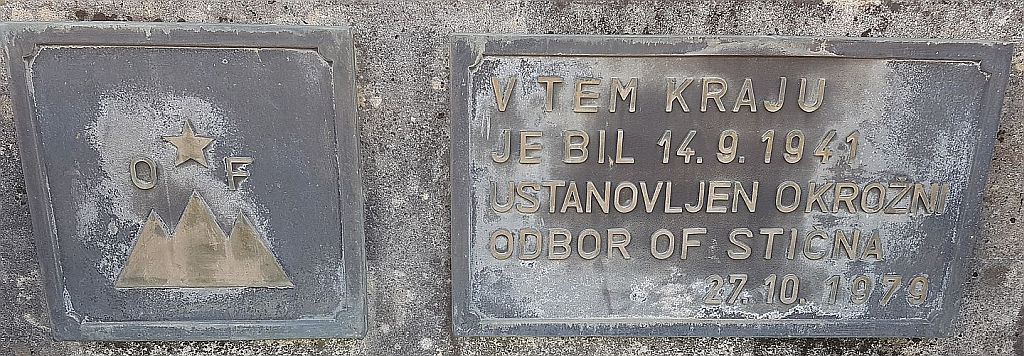 O F
V TEM KRAJU
JE BIL 14. 9. 1941
USTANOVLJEN OKROŽNI
ODBOR OF STIČNA
27. 10. 1979